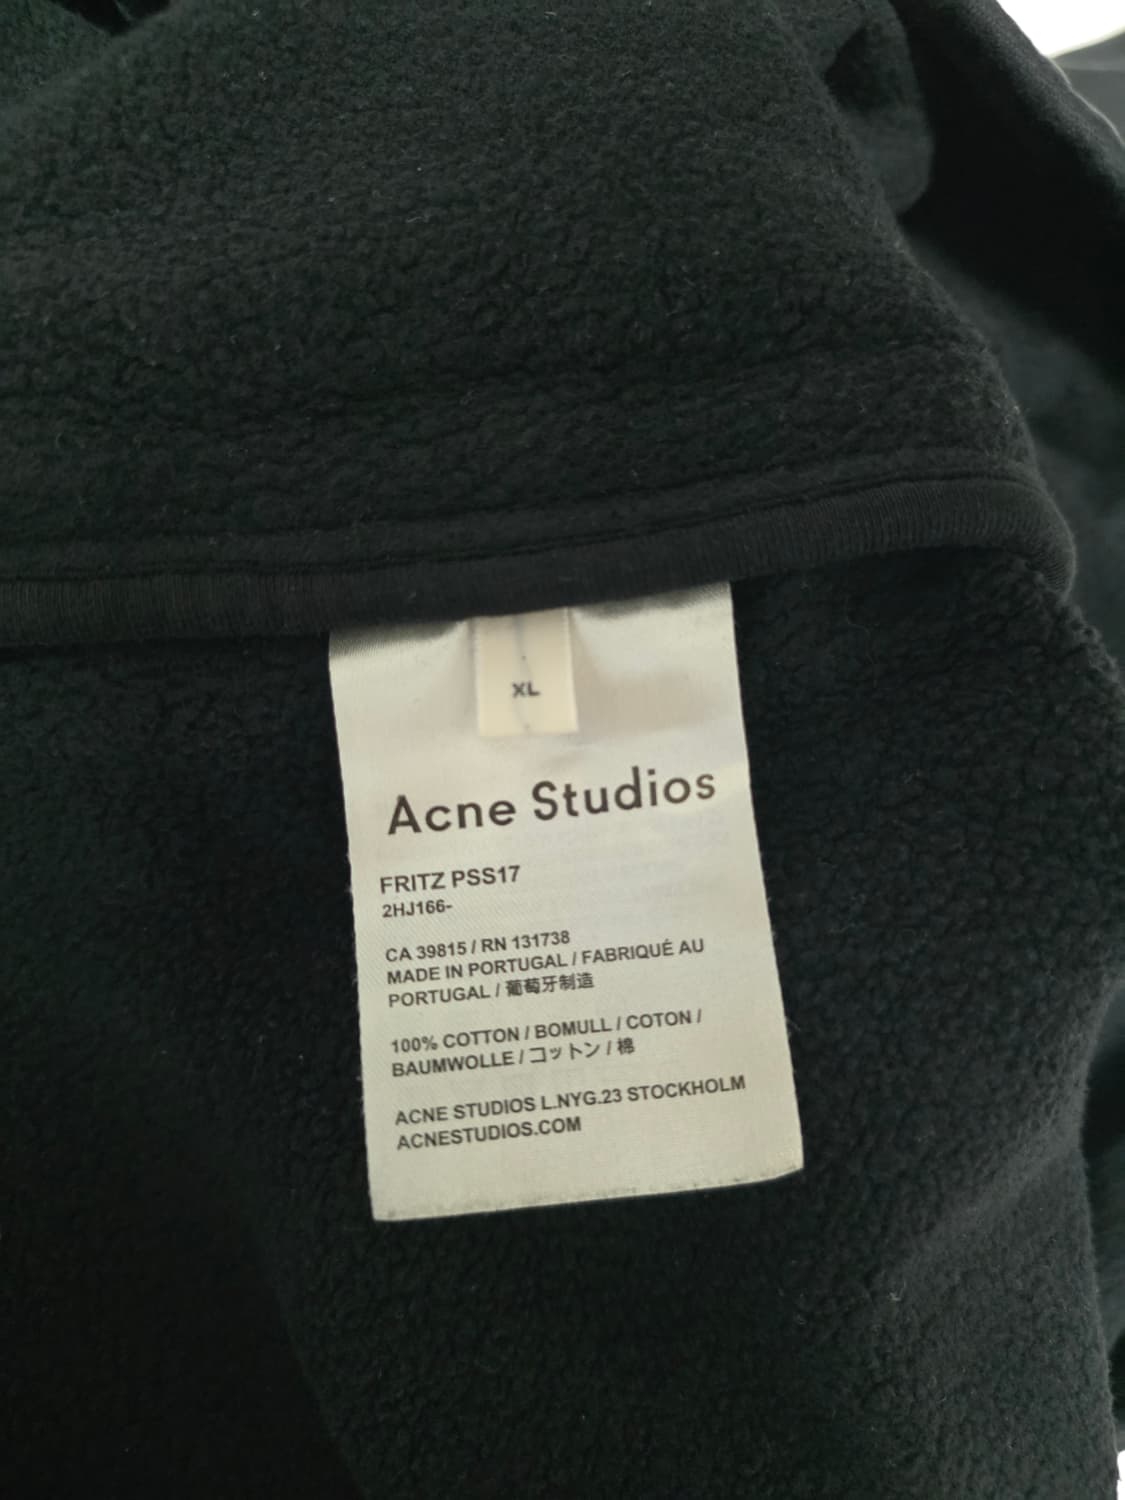 XL
Acne Studios
FRITZ PSS17
2HJ166-
CA 39815 / RN 131738
MADE IN PORTUGAL / FABRIQUÉ AU
PORTUGAL / 葡萄牙制造
100% COTTON / BOMULL / COTON /
BAUMWOLLE / コットン / 棉
ACNE STUDIOS L.NYG.23 STOCKHOLM
ACNESTUDIOS.COM